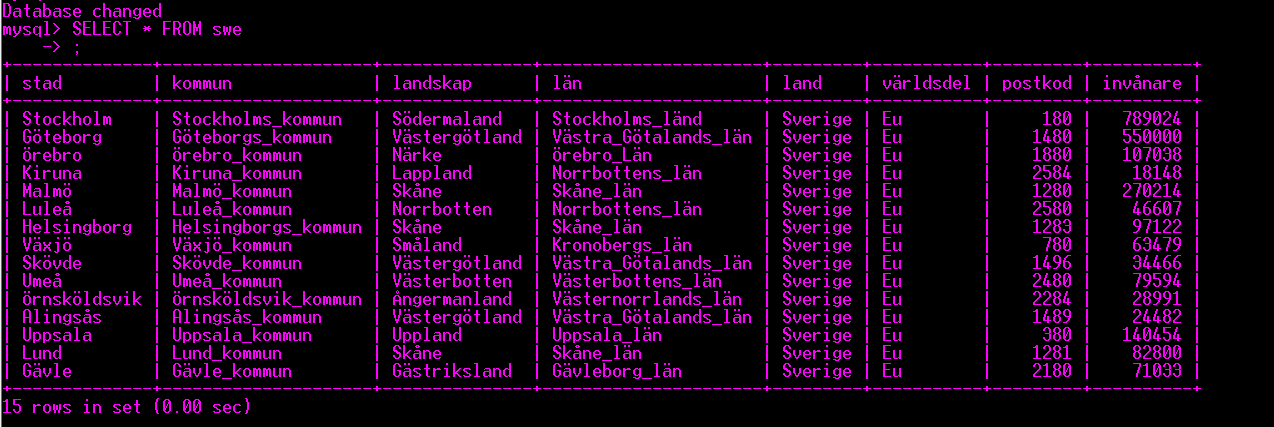 Database changed
mysql> SELECT * FROM swe
    -> ;
+--------------+---------------------+---------------+----------------------+---------+-----------+---------+----------+
| stad         | kommun              | landskap      | län                  | land    | världsdel | postkod | invånare |
+--------------+---------------------+---------------+----------------------+---------+-----------+---------+----------+
| Stockholm    | Stockholms_kommun   | Södermaland   | Stockholms_länd      | Sverige | Eu        |     180 |   789024 |
| Göteborg     | Göteborgs_kommun    | Västergötland | Västra_Götalands_län | Sverige | Eu        |    1480 |   550000 |
| örebro       | örebro_kommun       | Närke         | örebro_Län           | Sverige | Eu        |    1880 |   107038 |
| Kiruna       | Kiruna_kommun       | Lappland      | Norrbottens_län      | Sverige | Eu        |    2584 |    18148 |
| Malmö        | Malmö_kommun        | Skåne         | Skåne_län            | Sverige | Eu        |    1280 |   270214 |
| Luleå        | Luleå_kommun        | Norrbotten    | Norrbottens_län      | Sverige | Eu        |    2580 |    46607 |
| Helsingborg  | Helsingborgs_kommun | Skåne         | Skåne_län            | Sverige | Eu        |    1283 |    97122 |
| Växjö        | Växjö_kommun        | Småland       | Kronobergs_län       | Sverige | Eu        |     780 |    63479 |
| Skövde       | Skövde_kommun       | Västergötland | Västra_Götalands_län | Sverige | Eu        |    1496 |    34466 |
| Umeå         | Umeå_kommun         | Västerbotten  | Västerbottens_län    | Sverige | Eu        |    2480 |    79594 |
| örnsköldsvik | örnsköldsvik_kommun | Ångermanland  | Västernorrlands_län  | Sverige | Eu        |    2284 |    28991 |
| Alingsås     | Alingsås_kommun     | Västergötland | Västra_Götalands_län | Sverige | Eu        |    1489 |    24482 |
| Uppsala      | Uppsala_kommun      | Uppland       | Uppsala_län          | Sverige | Eu        |     380 |   140454 |
| Lund         | Lund_kommun         | Skåne         | Skåne_län            | Sverige | Eu        |    1281 |    82800 |
| Gävle        | Gävle_kommun        | Gästriksland  | Gävleborg_län        | Sverige | Eu        |    2180 |    71033 |
+--------------+---------------------+---------------+----------------------+---------+-----------+---------+----------+
15 rows in set (0.00 sec)